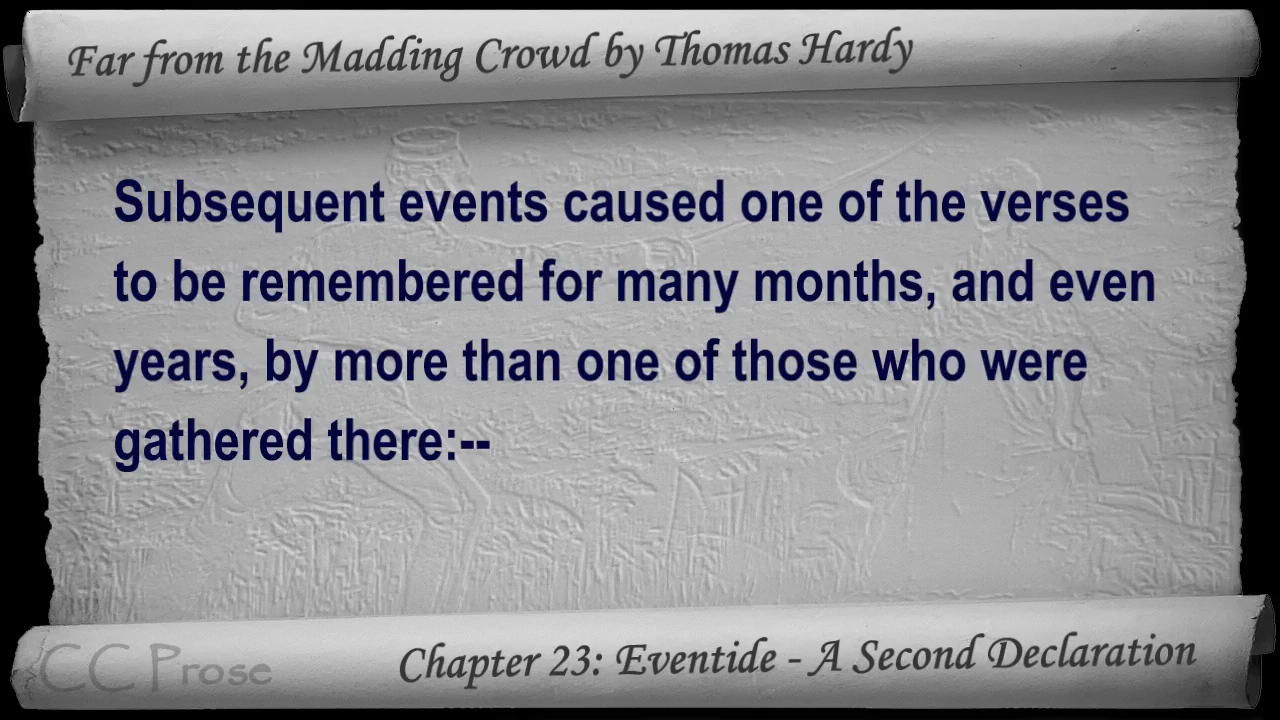 Far from the Madding Crowd by Thomas Hardy
Subsequent events caused one of the verses
to be remembered for many months, and even
years, by more than one of those who were
gathered there:--
CC Prose
Chapter 23: Eventide - A Second Declaration